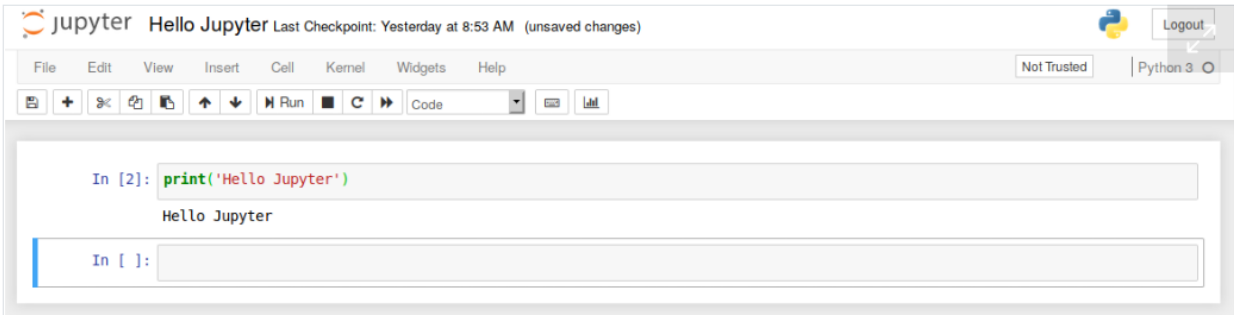 jupyter Hello Jupyter Last Checkpoint: Yesterday at 8:53 AM (unsaved changes) Logout
File Edit View Insert Cell Kernel Widgets Help Not Trusted Python 3
Run Code
In [2]: print('Hello Jupyter')
Hello Jupyter
In [ ]: